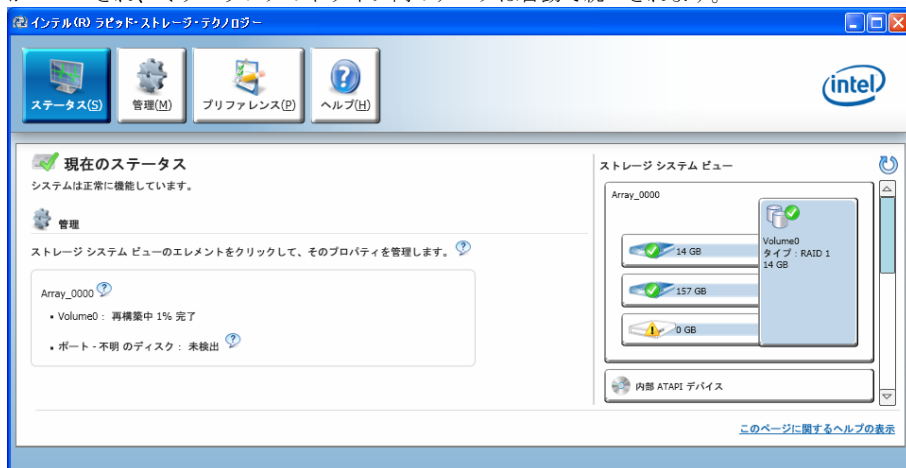 インテル(R) ラピッド・ストレージ・テクノロジー
ステータス(S)
管理(M)
プリファレンス(P)
ヘルプ(H)
intel
現在のステータス
システムは正常に機能しています。
管理
ストレージ システム ビューのエレメントをクリックして、そのプロパティを管理します。
Array_0000
• Volume0： 再構築中 1% 完了
• ポート - 不明 のディスク： 未検出
ストレージ システム ビュー
Array_0000
14 GB
157 GB
0 GB
Volume0
タイプ：RAID 1
14 GB
内部 ATAPI デバイス
このページに関するヘルプの表示